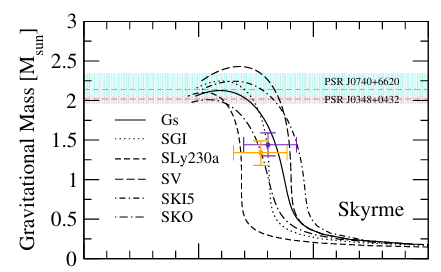 Gravitational Mass [M_sun]
3
2.5
2
1.5
1
0.5
0
PSR J0740+6620
PSR J0348+0432
Gs
SGI
SLy230a
SV
SKI5
SKO
Skyrme